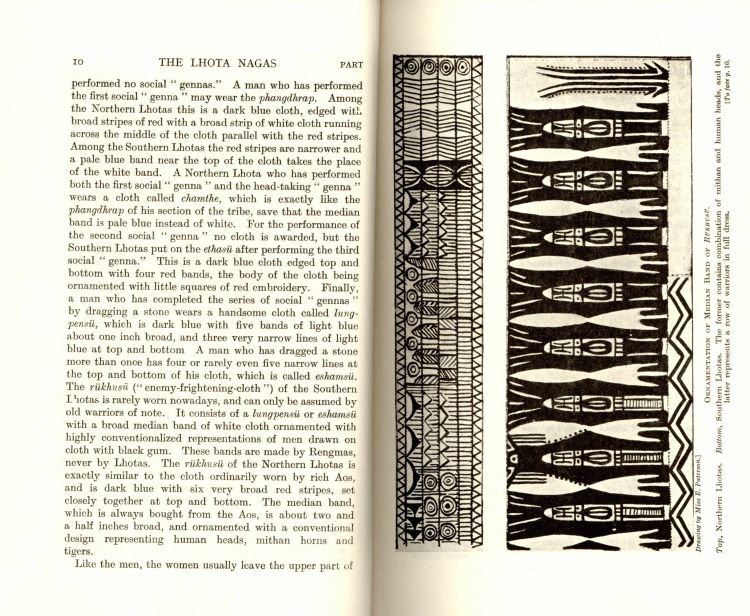 10 THE LHOTA NAGAS PART
performed no social " gennas." A man who has performed
the first social " genna " may wear the phangdhrap. Among
the Northern Lhotas this is a dark blue cloth, edged with
broad stripes of red with a broad strip of white cloth running
across the middle of the cloth parallel with the red stripes.
Among the Southern Lhotas the red stripes are narrower and
a pale blue band near the top of the cloth takes the place
of the white band. A Northern Lhota who has performed
both the first social " genna " and the head-taking " genna "
wears a cloth called chamthe, which is exactly like the
phangdhrap of his section of the tribe, save that the median
band is pale blue instead of white. For the performance of
the second social " genna " no cloth is awarded, but the
Southern Lhotas put on the ethasü after performing the third
social " genna." This is a dark blue cloth edged top and
bottom with four red bands, the body of the cloth being
ornamented with little squares of red embroidery. Finally,
a man who has completed the series of social " gennas "
by dragging a stone wears a handsome cloth called lung-
pensü, which is dark blue with five bands of light blue
about one inch broad, and three very narrow lines of light
blue at top and bottom A man who has dragged a stone
more than once has four or rarely even five narrow lines at
the top and bottom of his cloth, which is called eshamsü.
The rükhusü (" enemy-frightening-cloth ") of the Southern
Lhotas is rarely worn nowadays, and can only be assumed by
old warriors of note. It consists of a lungpensü or eshamsü
with a broad median band of white cloth ornamented with
highly conventionalized representations of men drawn on
cloth with black gum. These bands are made by Rengmas,
never by Lhotas. The rükhusü of the Northern Lhotas is
exactly similar to the cloth ordinarily worn by rich Aos,
and is dark blue with six very broad red stripes, set
closely together at top and bottom. The median band,
which is always bought from the Aos, is about two and
a half inches broad, and ornamented with a conventional
design representing human heads, mithan horns and
tigers.
Like the men, the women usually leave the upper part of
Drawing by Miss E. Paterson.]
ORNAMENTATION OF MEDIAN BAND OF RÜKHUSÜ.
Top, Northern Lhotas. Bottom, Southern Lhotas. The former contains combination of mithan and human heads, and the
latter represents a row of warriors in full dress.
[To face p. 10.